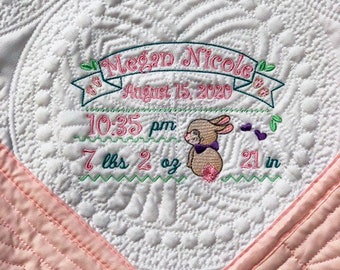 Megan Nicole
August 15, 2020
10:35 pm
7 lbs 2 oz 21 in